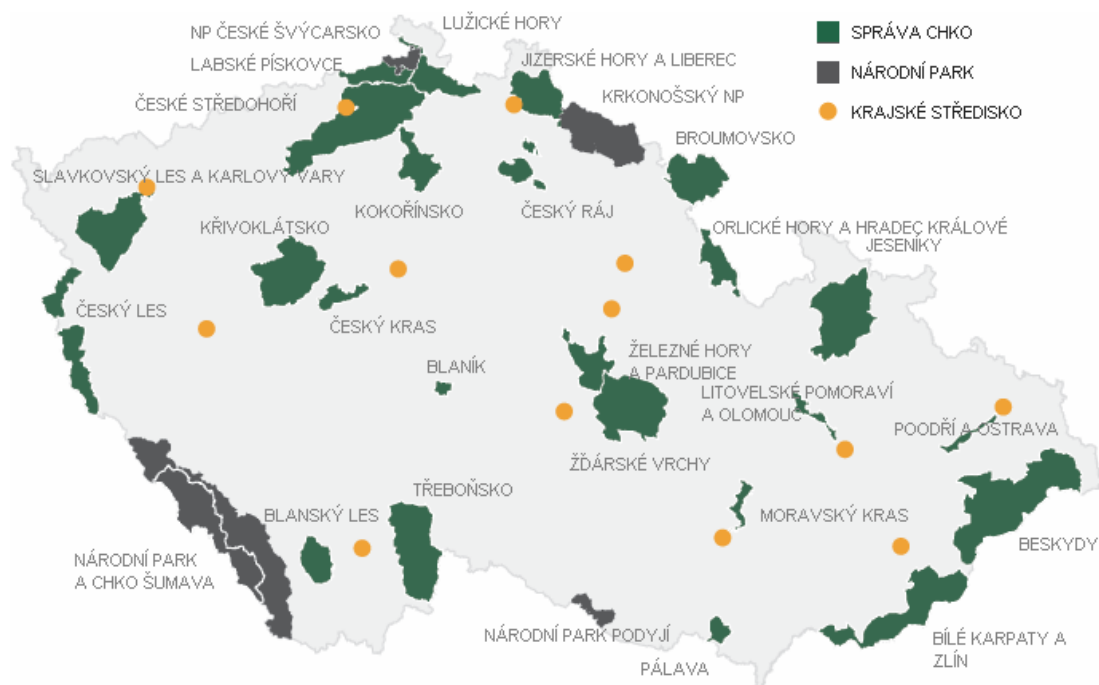 LUŽICKÉ HORY
NP ČESKÉ ŠVÝCARSKO
SPRÁVA CHKO
LABSKÉ PÍSKOVCE
JIZERSKÉ HORY A LIBEREC
NÁRODNÍ PARK
KRKONOŠSKÝ NP
ČESKÉ STŘEDOHOŘÍ
KRAJSKÉ STŘEDISKO
BROUMOVSKO
SLAVKOVSKÝ LES A KARLOVÝ VARY
KOKOŘÍNSKO
ČESKÝ RÁJ
KŘIVOKLÁTSKO
ORLICKÉ HORY A HRADEC KRÁLOVÉ
JESENÍKY
ČESKÝ LES
ČESKÝ KRAS
ŽELEZNÉ HORY
A PARDUBICE
BLANÍK
LITOVELSKÉ POMORAVÍ
A OLOMOUC
POODŘÍ A OSTRAVA
ŽĎÁRSKÉ VRCHY
TŘEBOŇSKO
BLANSKÝ LES
MORAVSKÝ KRAS
BESKYDY
NÁRODNÍ PARK
A CHKO ŠUMAVA
NÁRODNÍ PARK PODYJÍ
PÁLAVA
BÍLÉ KARPATY A
ZLÍN